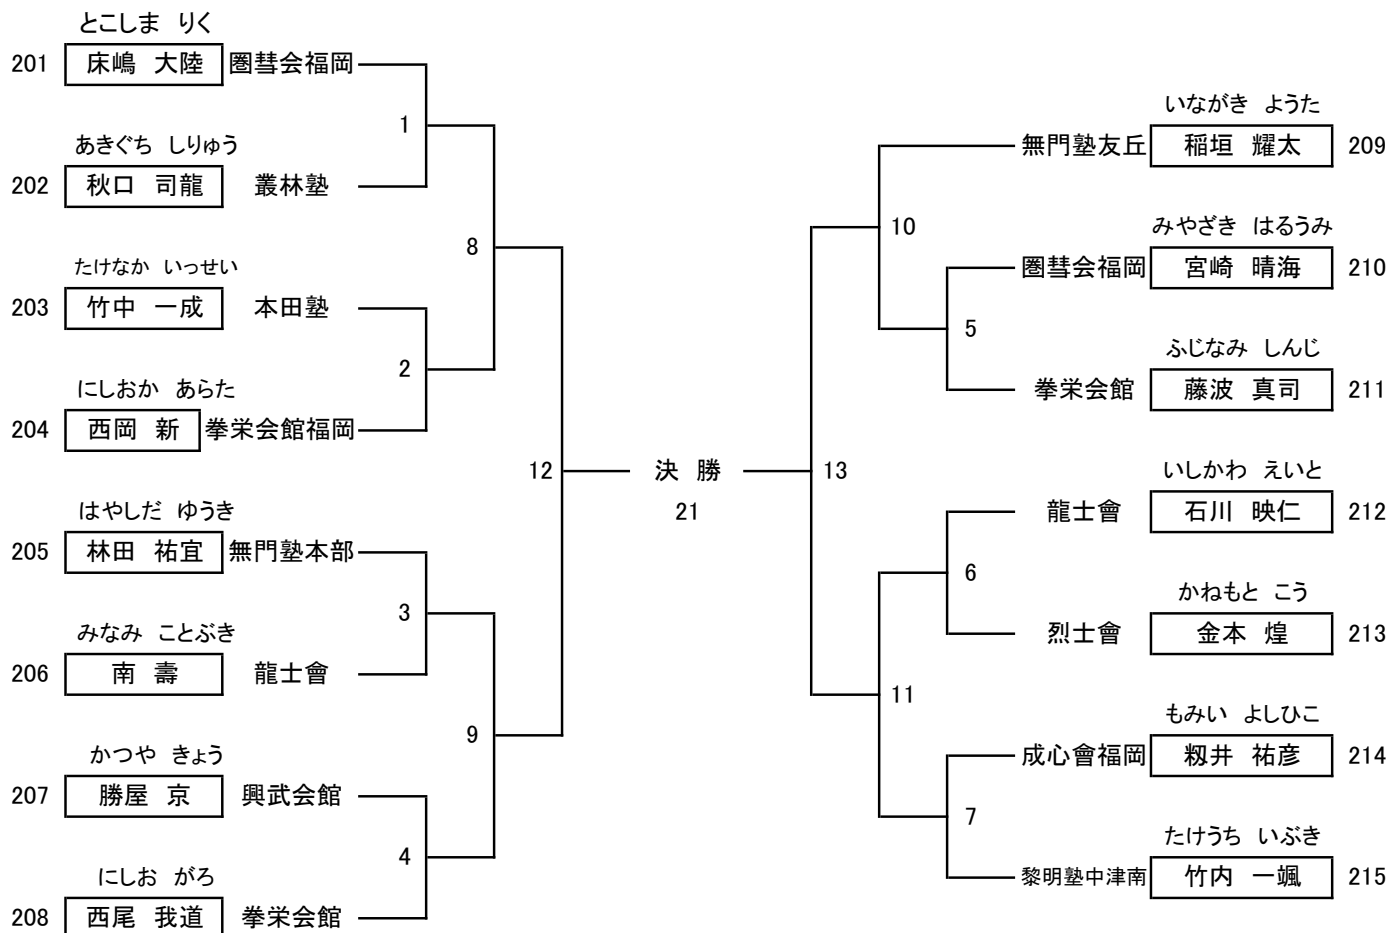 とこしま りく
201 床嶋 大陸 圏彗会福岡
1
あきぐち しりゅう
202 秋口 司龍 叢林塾
8
たけなか いっせい
203 竹中 一成 本田塾
2
にしおか あらた
204 西岡 新 拳栄会館福岡
12
はやしだ ゆうき
205 林田 祐宜 無門塾本部
3
みなみ ことぶき
206 南 壽 龍士會
9
かつや きょう
207 勝屋 京 興武会館
4
にしお がろ
208 西尾 我道 拳栄会館
決 勝
21
いながき ようた
無門塾友丘 稲垣 耀太 209
10
みやざき はるうみ
圏彗会福岡 宮崎 晴海 210
5
ふじなみ しんじ
拳栄会館 藤波 真司 211
13
いしかわ えいと
龍士會 石川 映仁 212
6
かねもと こう
烈士會 金本 煌 213
11
もみい よしひこ
成心會福岡 籾井 祐彦 214
7
たけうち いぶき
黎明塾中津南 竹内 一颯 215